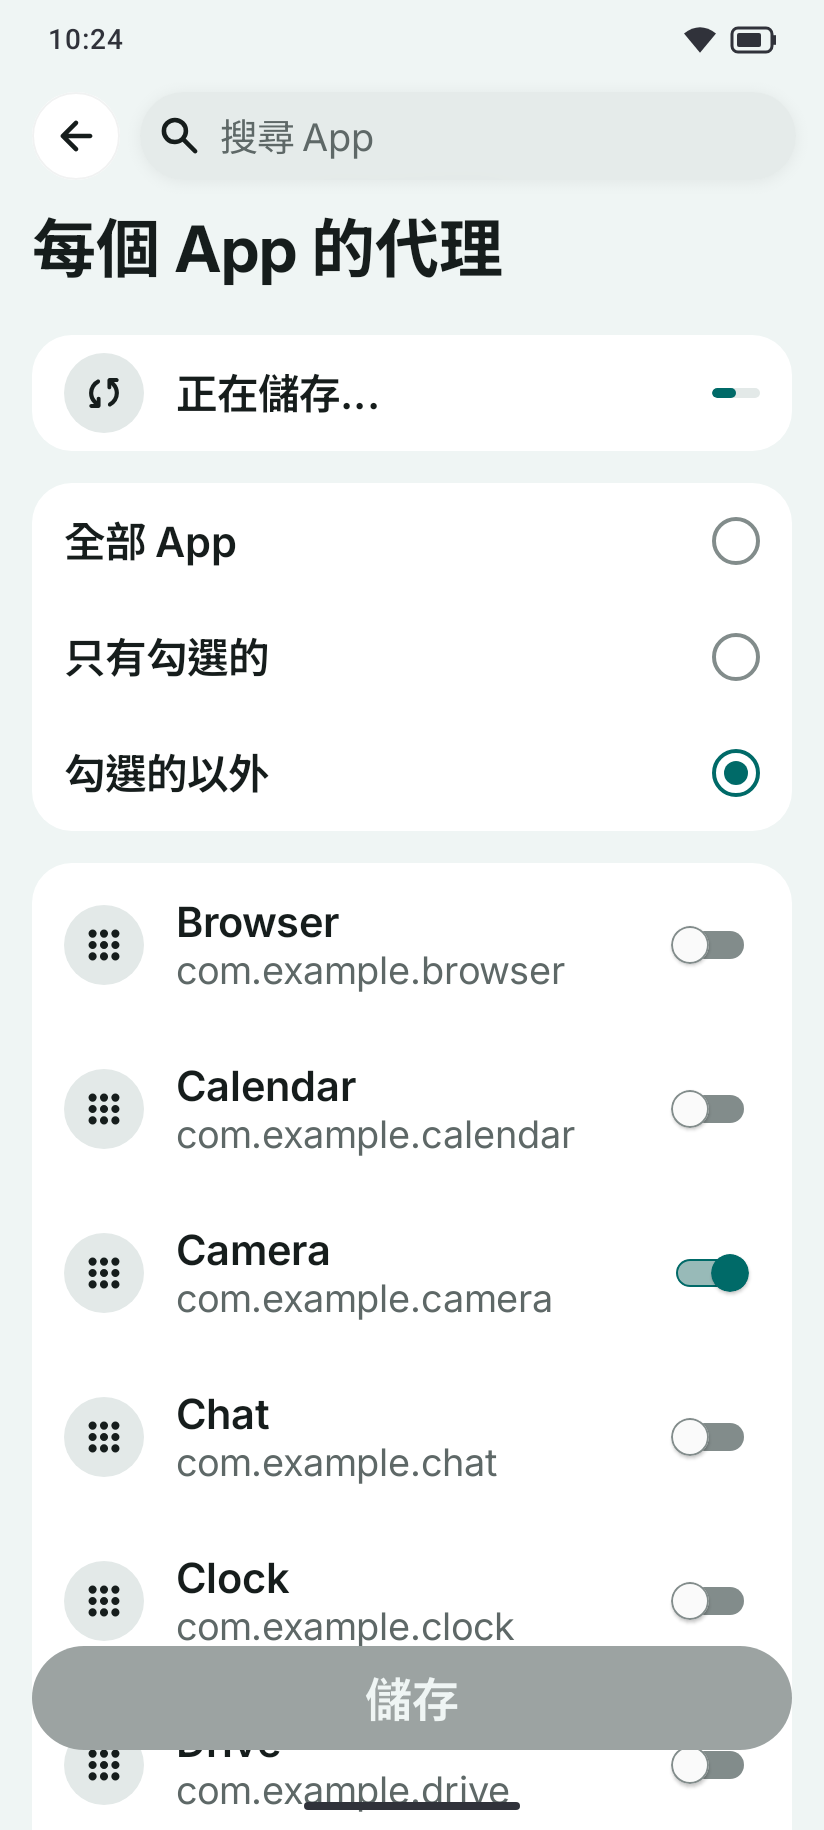 10:24
搜尋 App
每個 App 的代理
正在儲存...
全部 App
只有勾選的
勾選的以外
Browser
com.example.browser
Calendar
com.example.calendar
Camera
com.example.camera
Chat
com.example.chat
Clock
com.example.clock
儲存
Drive
com.example.drive